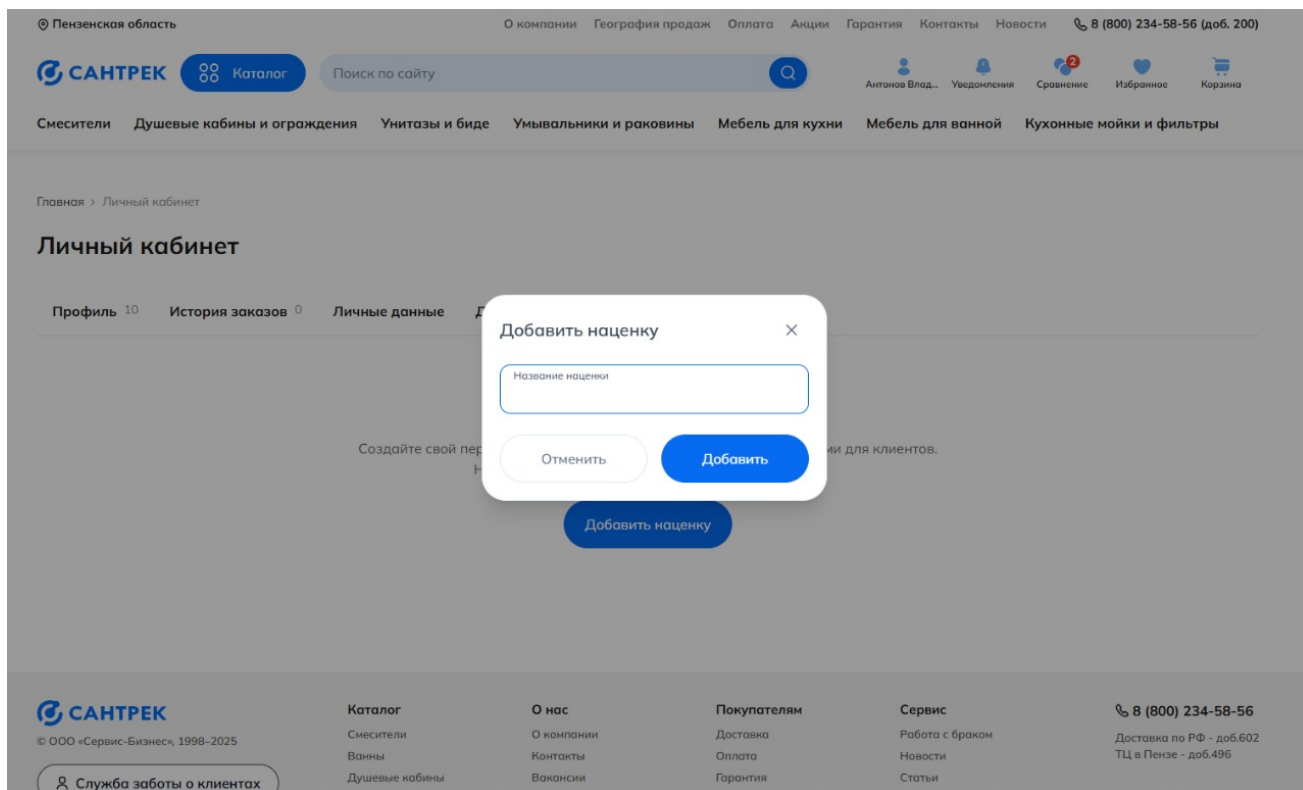 Пензенская область
О компании География продаж Оплата Акции Гарантия Контакты Новости 8 (800) 234-58-56 (доб. 200)
САНТРЕК Каталог Поиск по сайту Антонов Влад... Уведомления 2 Сравнение Избранное Корзина
Смесители Душевые кабины и ограждения Унитазы и биде Умывальники и раковины Мебель для кухни Мебель для ванной Кухонные мойки и фильтры
Главная > Личный кабинет
Личный кабинет
Профиль 10 История заказов 0 Личные данные
Добавить наценку
Название наценки
Создайте свой для клиентов.
Отменить Добавить
Добавить наценку
САНТРЕК Каталог О нас Покупателям Сервис 8 (800) 234-58-56
© ООО «Сервис-Бизнес», 1998–2025 Смесители О компании Доставка Работа с браком Доставка по РФ - доб.602
Ванны Контакты Оплата Новости ТЦ в Пензе - доб.496
Служба заботы о клиентах Душевые кабины Вакансии Гарантия Статьи